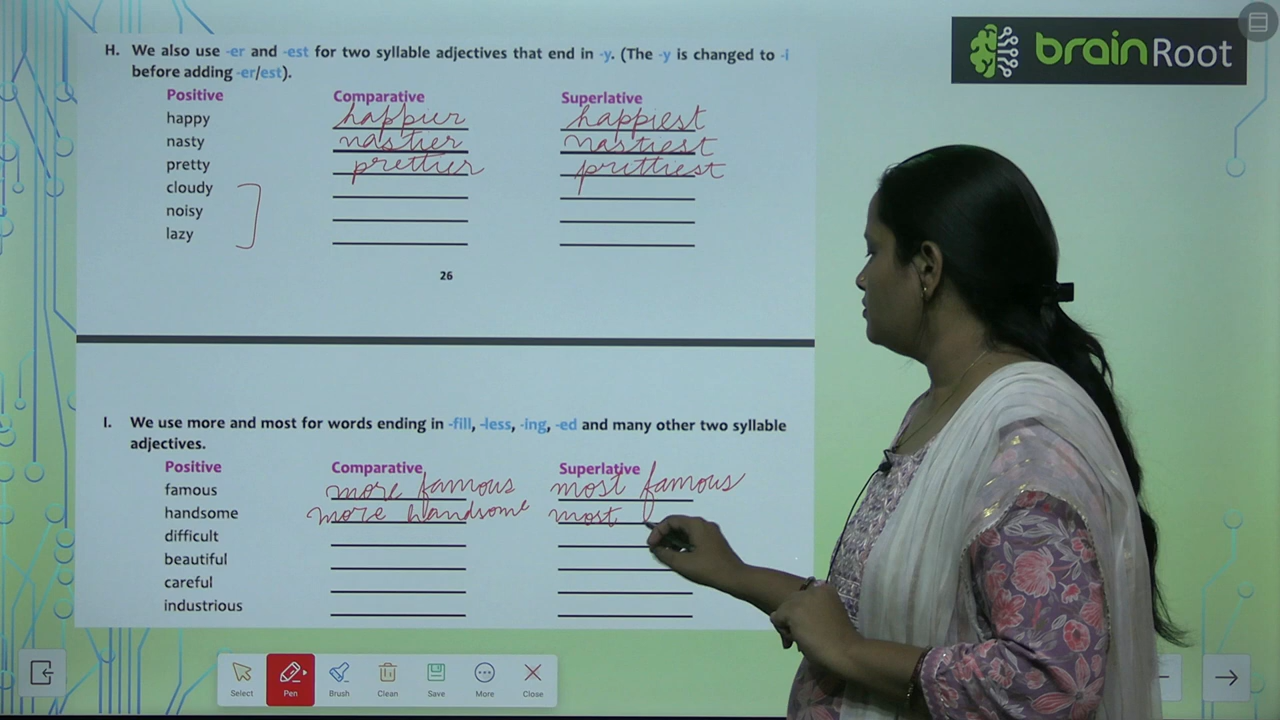 brainRoot
H. We also use -er and -est for two syllable adjectives that end in -y. (The -y is changed to -i
before adding -er/est).
Positive Comparative Superlative
happy happier happiest
nasty nastier nastiest
pretty prettier prettiest
cloudy
noisy
lazy
26
I. We use more and most for words ending in -fill, -less, -ing, -ed and many other two syllable
adjectives.
Positive Comparative Superlative
famous more famous most famous
handsome more handsome most
difficult
beautiful
careful
industrious
Select Pen Brush Clean Save More Close